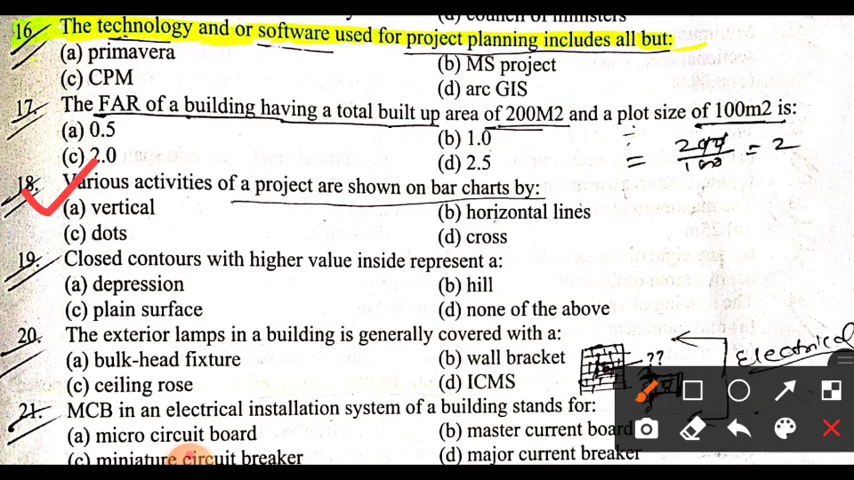 (d) council of ministers
16. The technology and or software used for project planning includes all but:
(a) primavera
(b) MS project
(c) CPM
(d) arc GIS
17. The FAR of a building having a total built up area of 200M2 and a plot size of 100m2 is:
(a) 0.5
(b) 1.0
(c) 2.0
(d) 2.5
= 200/100 = 2
18. Various activities of a project are shown on bar charts by:
(a) vertical
(b) horizontal lines
(c) dots
(d) cross
19. Closed contours with higher value inside represent a:
(a) depression
(b) hill
(c) plain surface
(d) none of the above
20. The exterior lamps in a building is generally covered with a:
(a) bulk-head fixture
(b) wall bracket
(c) ceiling rose
(d) ICMS
??
Electrical
21. MCB in an electrical installation system of a building stands for:
(a) micro circuit board
(b) master current board
(c) miniature circuit breaker
(d) major current breaker